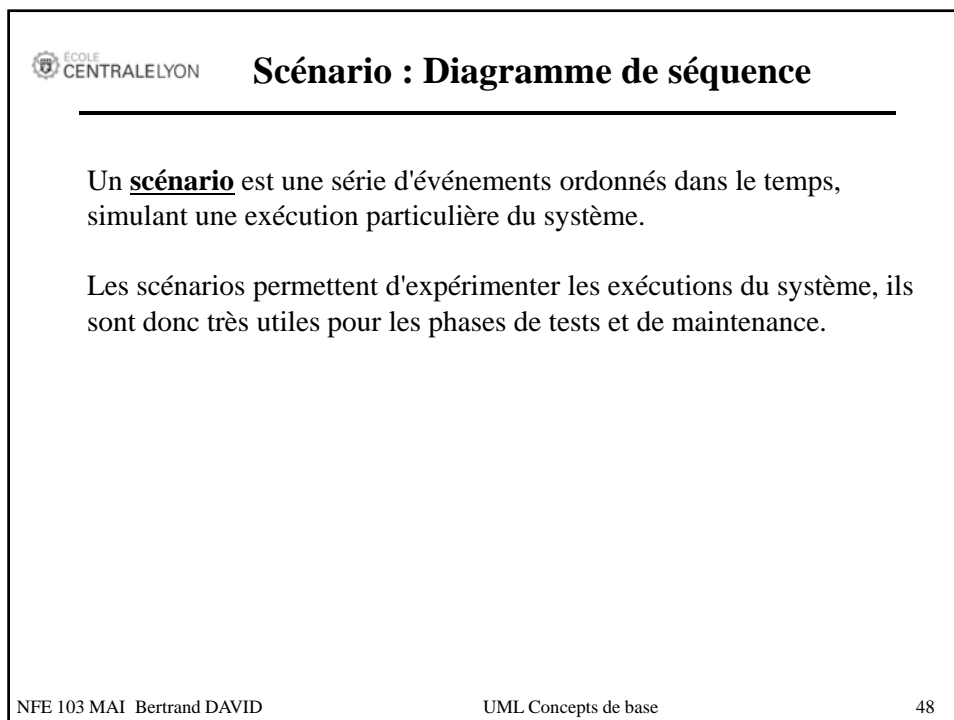 ÉCOLE
CENTRALELYON
Scénario : Diagramme de séquence
Un scénario est une série d'événements ordonnés dans le temps,
simulant une exécution particulière du système.
Les scénarios permettent d'expérimenter les exécutions du système, ils
sont donc très utiles pour les phases de tests et de maintenance.
NFE 103 MAI  Bertrand DAVID UML Concepts de base 48